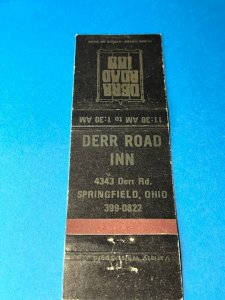 DERR
ROAD
INN
11:30 AM to 1:30 AM
DERR ROAD
INN
4343 Derr Rd.
SPRINGFIELD, OHIO
399-0822